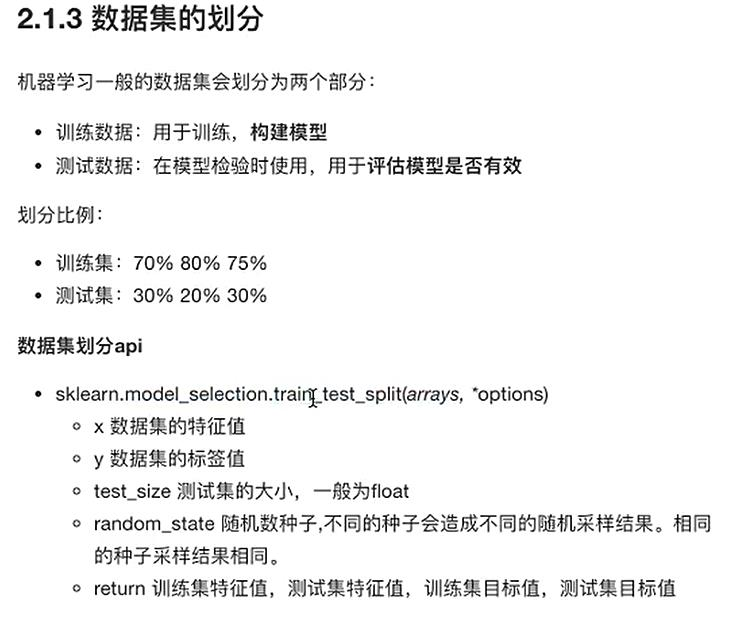 2.1.3 数据集的划分
机器学习一般的数据集会划分为两个部分：
• 训练数据：用于训练，构建模型
• 测试数据：在模型检验时使用，用于评估模型是否有效
划分比例：
• 训练集：70% 80% 75%
• 测试集：30% 20% 30%
数据集划分api
• sklearn.model_selection.train_test_split(arrays, *options)
◦ x 数据集的特征值
◦ y 数据集的标签值
◦ test_size 测试集的大小，一般为float
◦ random_state 随机数种子,不同的种子会造成不同的随机采样结果。相同
的种子采样结果相同。
◦ return 训练集特征值，测试集特征值，训练集目标值，测试集目标值